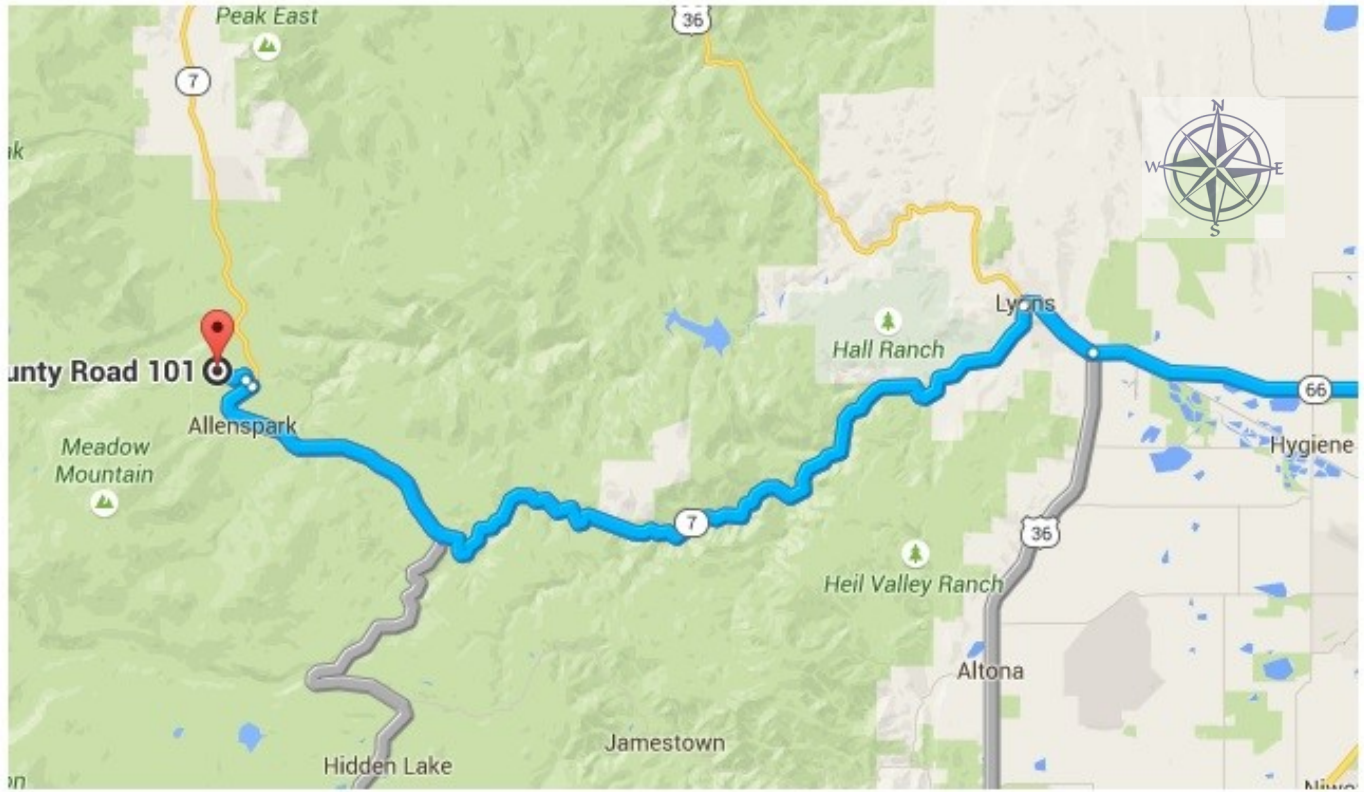 Peak East
36
7
N
W
E
S
Lyons
Hall Ranch
unty Road 101
66
Allenspark
Hygiene
Meadow
Mountain
7
36
Heil Valley Ranch
Altona
Jamestown
Hidden Lake